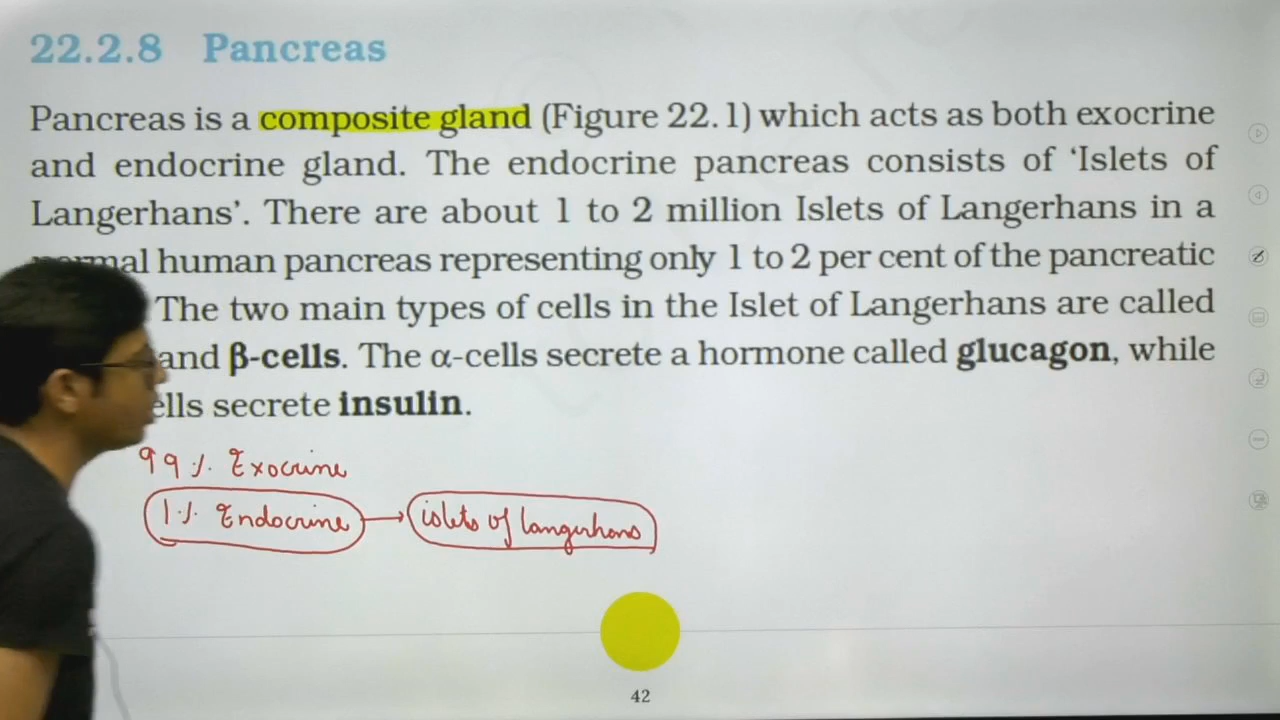 22.2.8 Pancreas
Pancreas is a composite gland (Figure 22.1) which acts as both exocrine
and endocrine gland. The endocrine pancreas consists of ‘Islets of
Langerhans’. There are about 1 to 2 million Islets of Langerhans in a
normal human pancreas representing only 1 to 2 per cent of the pancreatic
The two main types of cells in the Islet of Langerhans are called
and β-cells. The α-cells secrete a hormone called glucagon, while
secrete insulin.
99 % Exocrine
1 % Endocrine → islets of langerhans
42